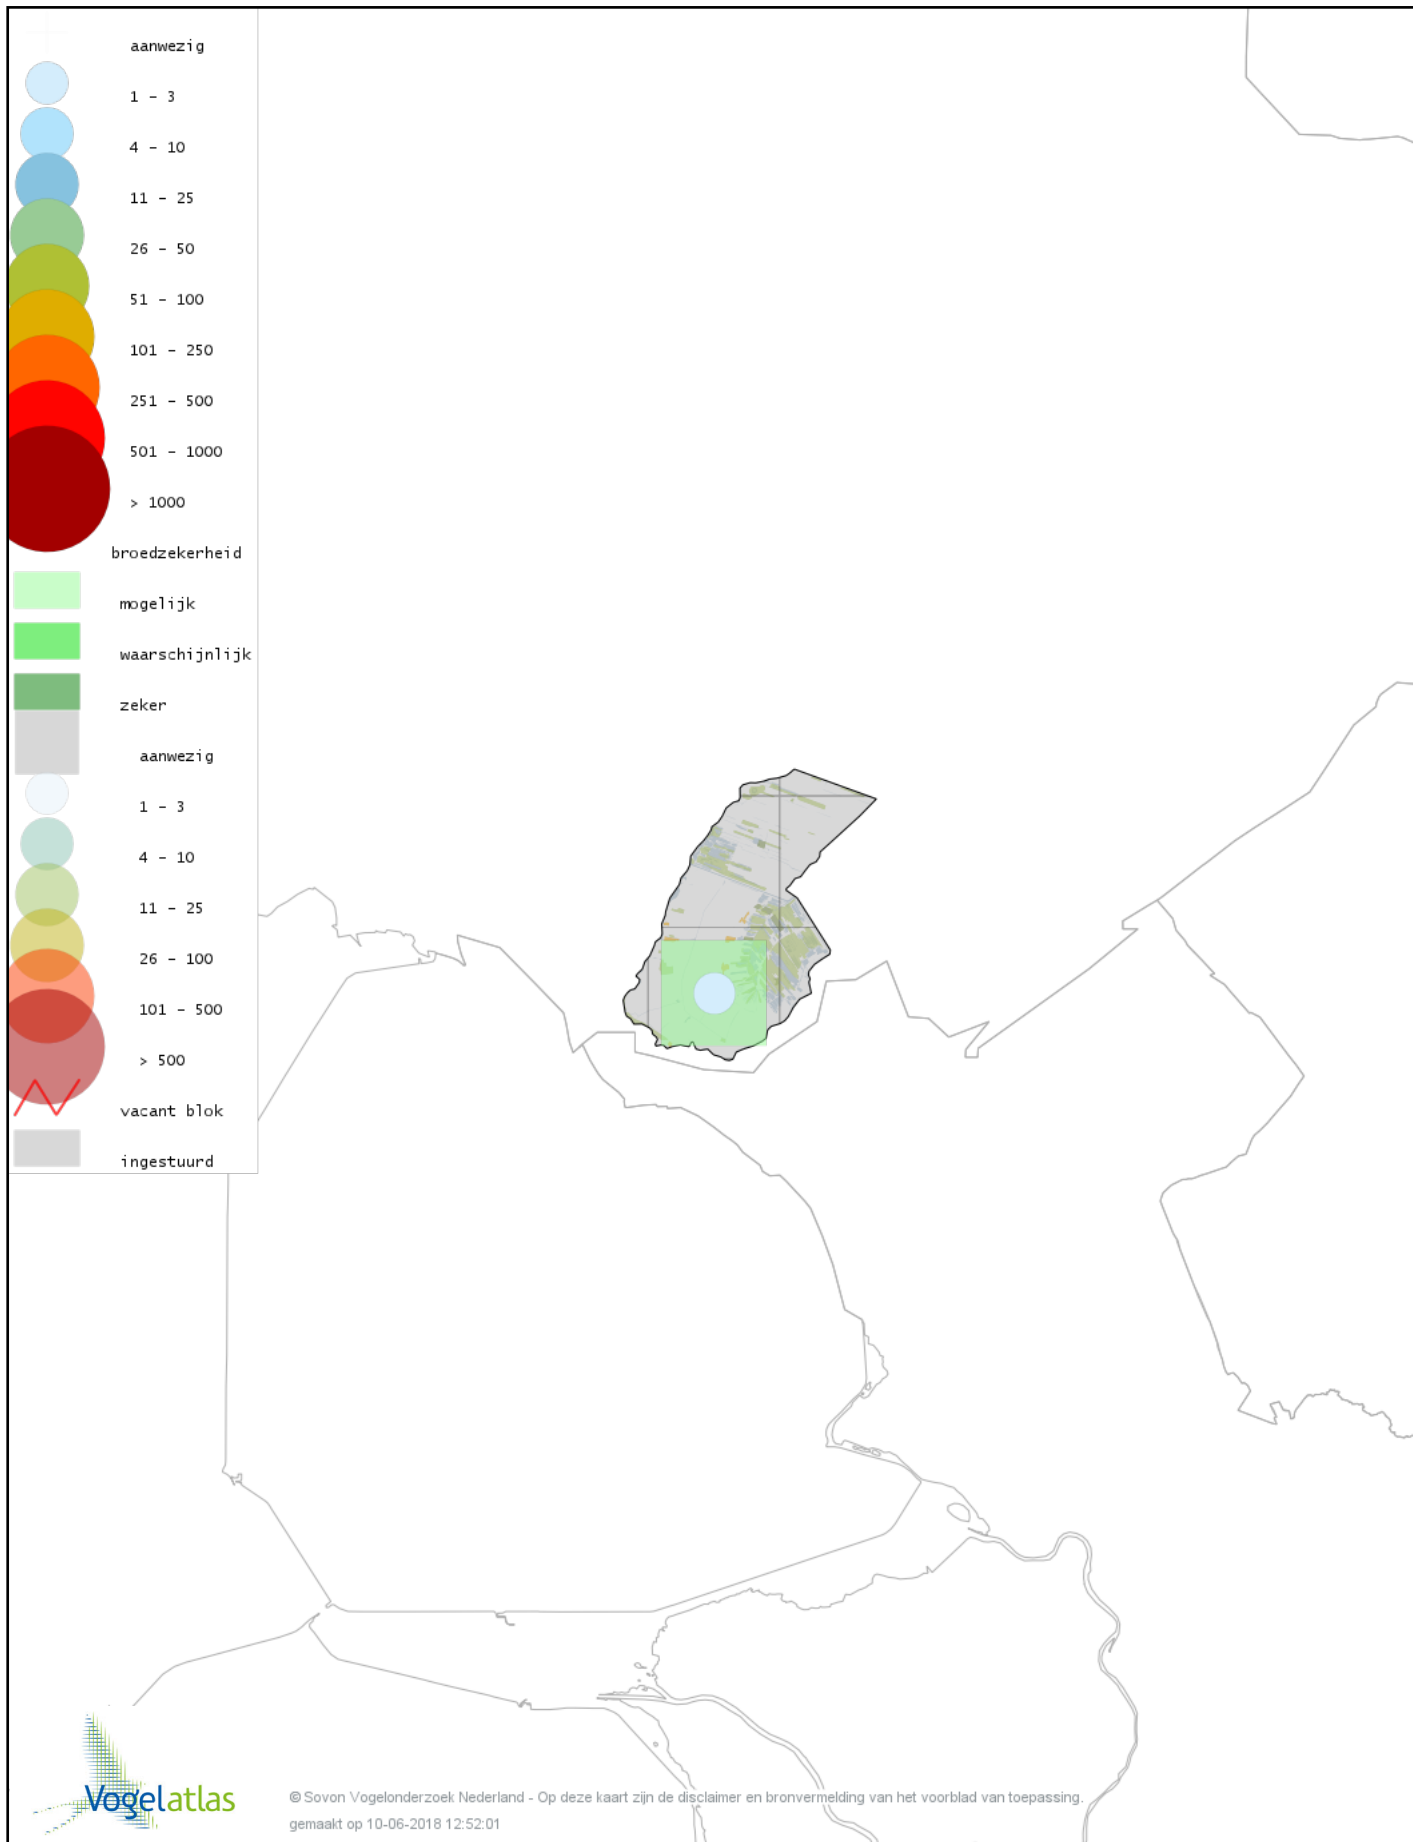 aanwezig
1 - 3
4 - 10
11 - 25
26 - 50
51 - 100
101 - 250
251 - 500
501 - 1000
> 1000
broedzekerheid
mogelijk
waarschijnlijk
zeker
aanwezig
1 - 3
4 - 10
11 - 25
26 - 100
101 - 500
> 500
vacant blok
ingestuurd
Vogelatlas
© Sovon Vogelonderzoek Nederland - Op deze kaart zijn de disclaimer en bronvermelding van het voorblad van toepassing.
gemaakt op 10-06-2018 12:52:01